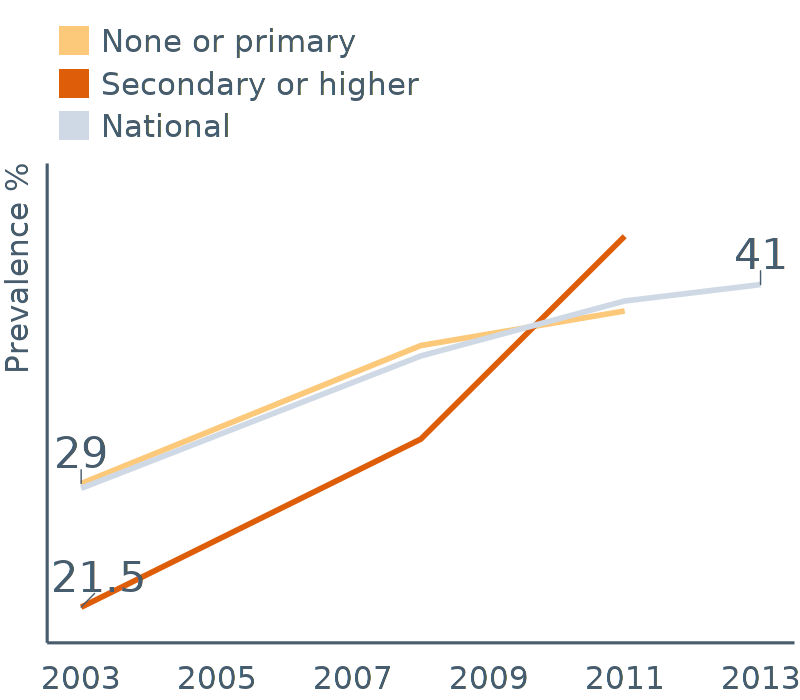 None or primary
Secondary or higher
National
Prevalence %
41
29
21.5
2003 2005 2007 2009 2011 2013